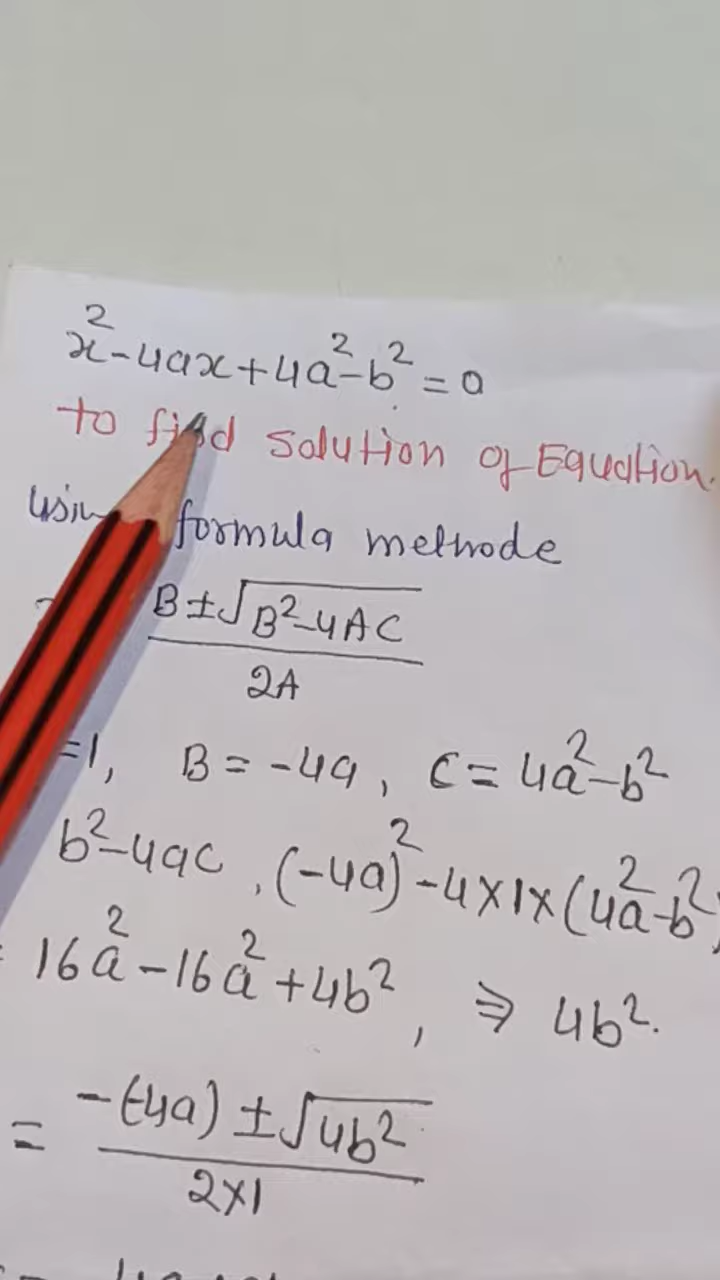 x²-4ax+4a²-b²=0
to find solution of Equation.
formula methode
B±√B²-4AC
2A
=1, B = -4a, C = 4a²-b²
b²-4ac, (-4a)²-4×1×(4a²-b²)
16a²-16a²+4b², ⇒ 4b².
= -(-4a) ± √4b²
2×1